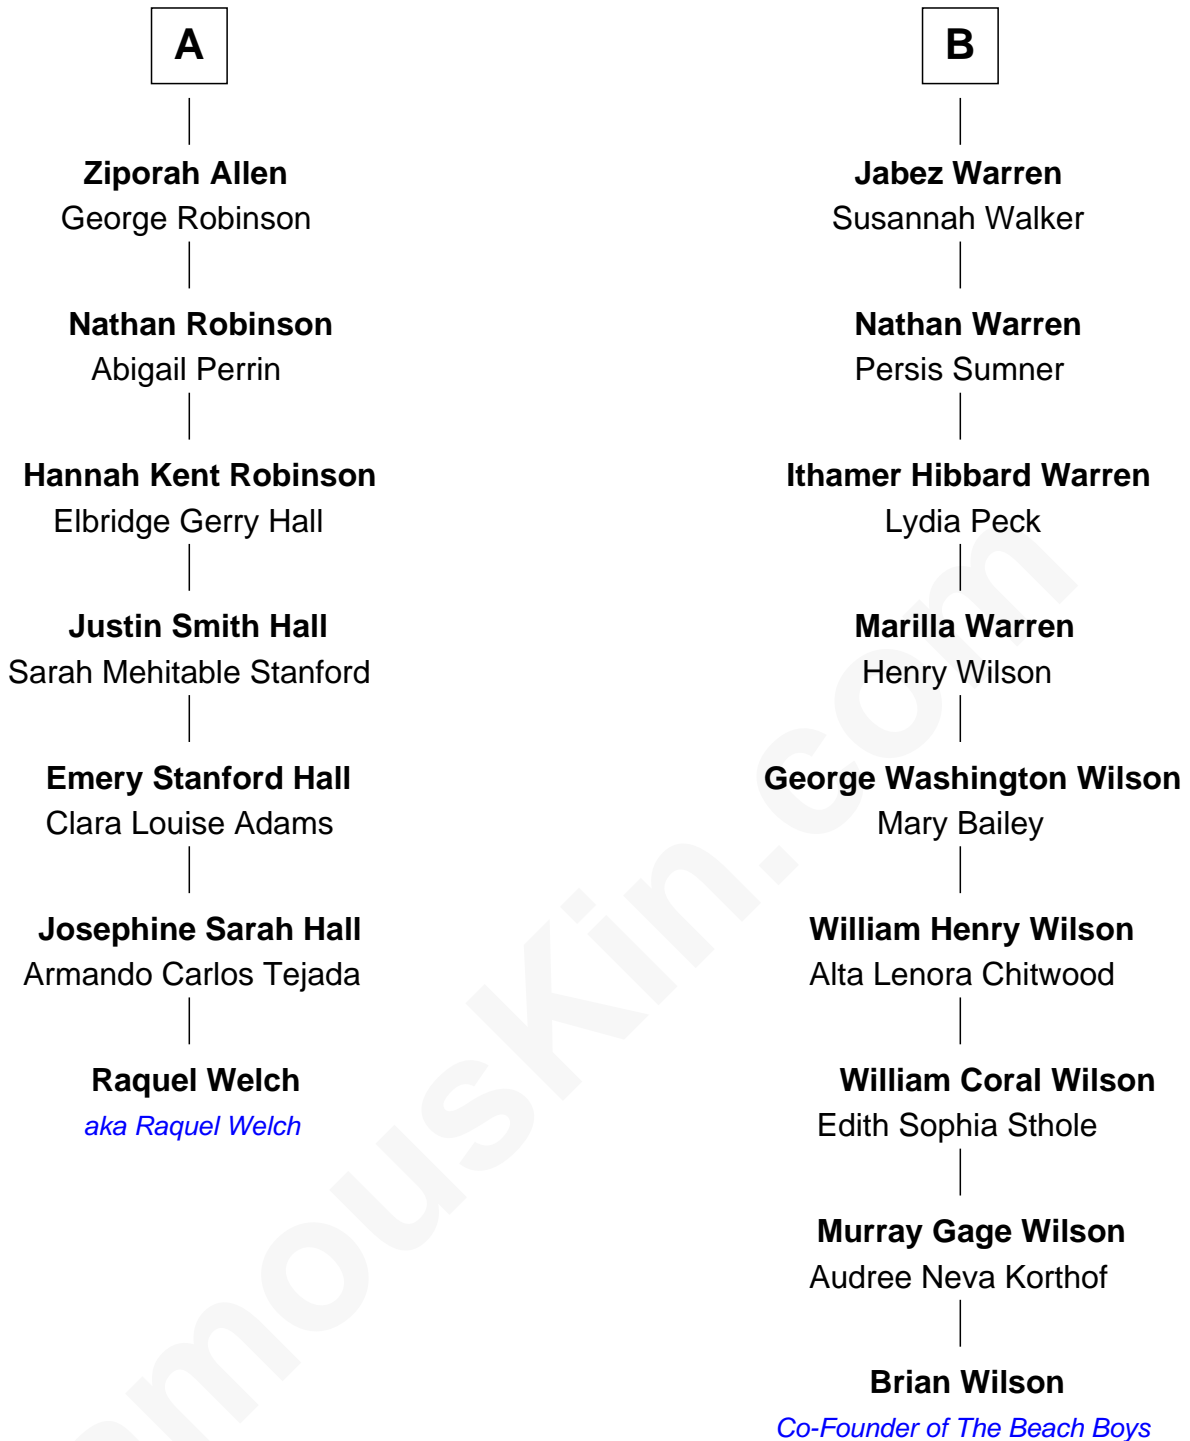 A
Ziporah Allen
George Robinson
Nathan Robinson
Abigail Perrin
Hannah Kent Robinson
Elbridge Gerry Hall
Justin Smith Hall
Sarah Mehitable Stanford
Emery Stanford Hall
Clara Louise Adams
Josephine Sarah Hall
Armando Carlos Tejada
Raquel Welch
aka Raquel Welch
B
Jabez Warren
Susannah Walker
Nathan Warren
Persis Sumner
Ithamer Hibbard Warren
Lydia Peck
Marilla Warren
Henry Wilson
George Washington Wilson
Mary Bailey
William Henry Wilson
Alta Lenora Chitwood
William Coral Wilson
Edith Sophia Sthole
Murray Gage Wilson
Audree Neva Korthof
Brian Wilson
Co-Founder of The Beach Boys
amousKin.com